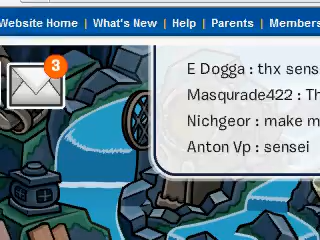 Website Home | What's New | Help | Parents | Members
3
E Dogga : thx sens
Masqurade422 : Th
Nichgeor : make m
Anton Vp : sensei